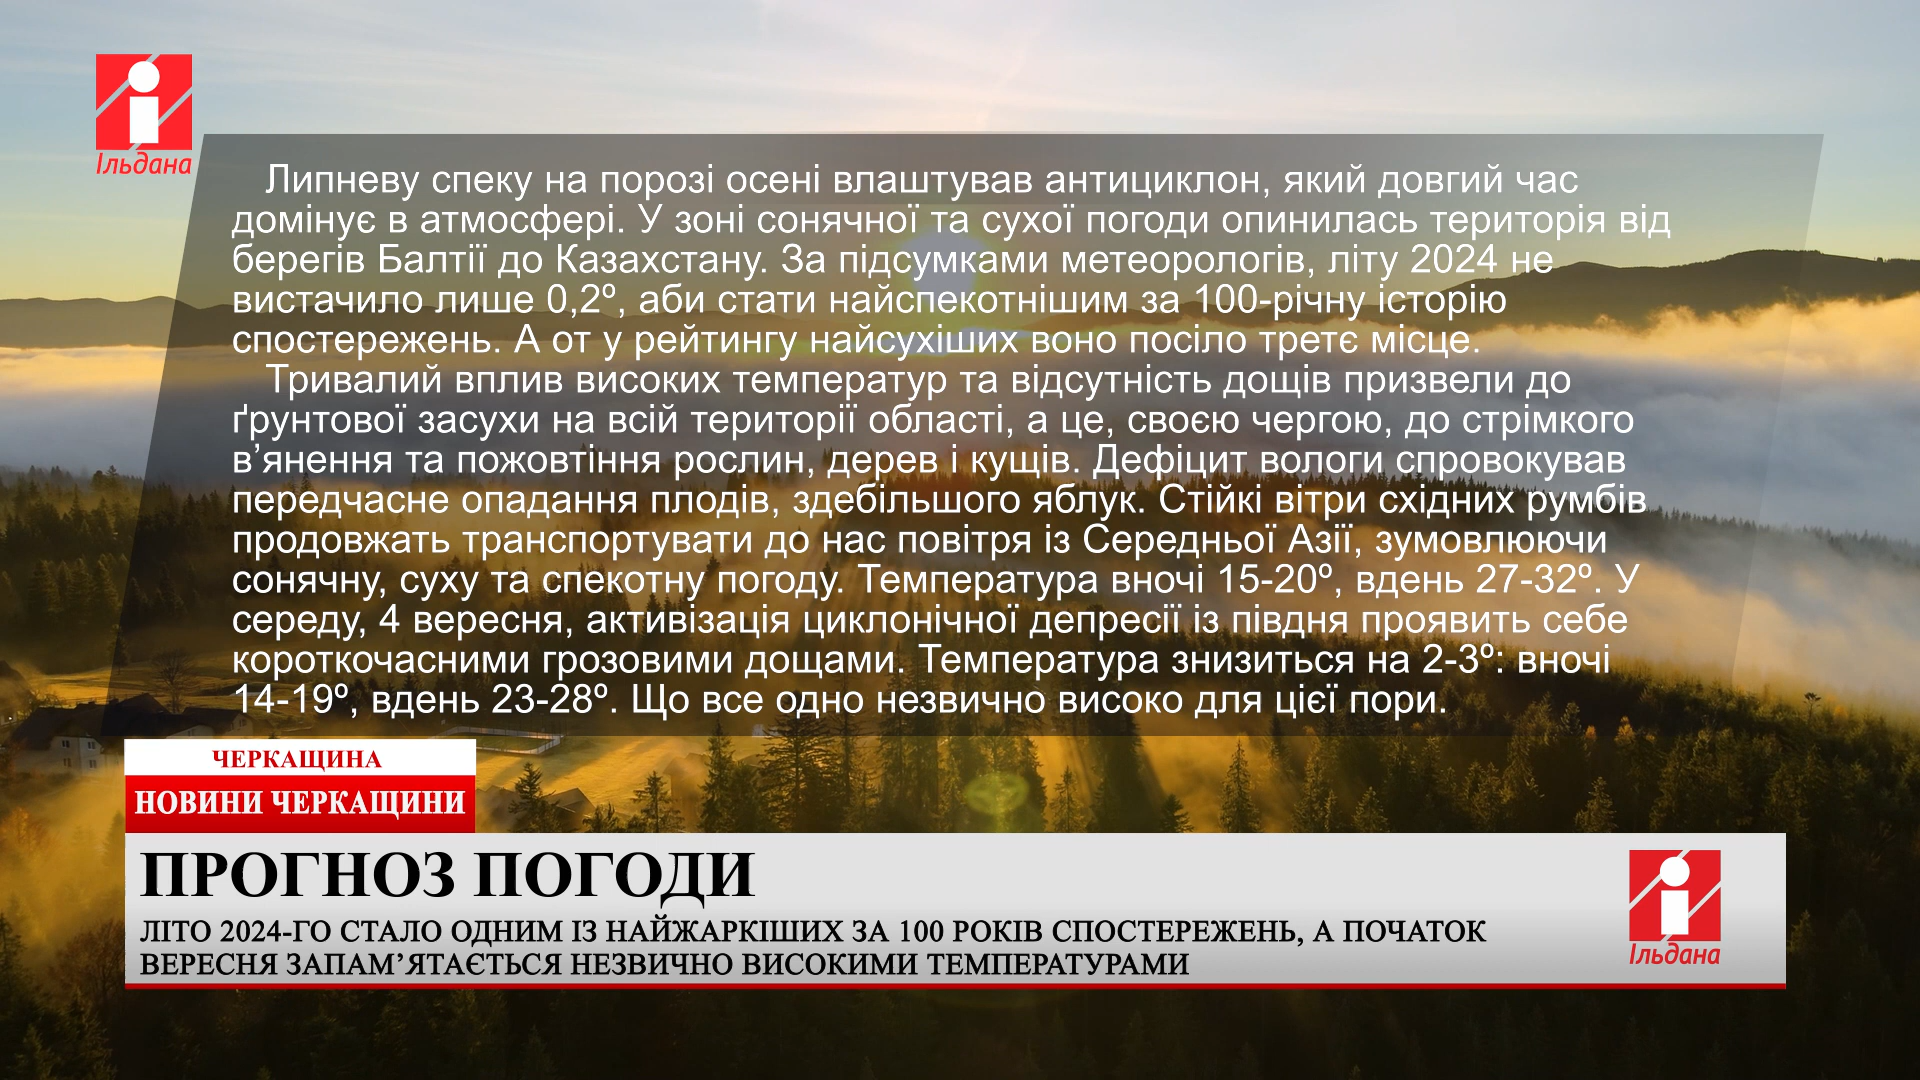 Ільдана
Липневу спеку на порозі осені влаштував антициклон, який довгий час
домінує в атмосфері. У зоні сонячної та сухої погоди опинилась територія від
берегів Балтії до Казахстану. За підсумками метеорологів, літу 2024 не
вистачило лише 0,2º, аби стати найспекотнішим за 100-річну історію
спостережень. А от у рейтингу найсухіших воно посіло третє місце.
Тривалий вплив високих температур та відсутність дощів призвели до
ґрунтової засухи на всій території області, а це, своєю чергою, до стрімкого
в’янення та пожовтіння рослин, дерев і кущів. Дефіцит вологи спровокував
передчасне опадання плодів, здебільшого яблук. Стійкі вітри східних румбів
продовжать транспортувати до нас повітря із Середньої Азії, зумовлюючи
сонячну, суху та спекотну погоду. Температура вночі 15-20º, вдень 27-32º. У
середу, 4 вересня, активізація циклонічної депресії із півдня проявить себе
короткочасними грозовими дощами. Температура знизиться на 2-3º: вночі
14-19º, вдень 23-28º. Що все одно незвично високо для цієї пори.
ЧЕРКАЩИНА
НОВИНИ ЧЕРКАЩИНИ
ПРОГНОЗ ПОГОДИ
ЛІТО 2024-ГО СТАЛО ОДНИМ ІЗ НАЙЖАРКІШИХ ЗА 100 РОКІВ СПОСТЕРЕЖЕНЬ, А ПОЧАТОК
ВЕРЕСНЯ ЗАПАМ’ЯТАЄТЬСЯ НЕЗВИЧНО ВИСОКИМИ ТЕМПЕРАТУРАМИ
Ільдана